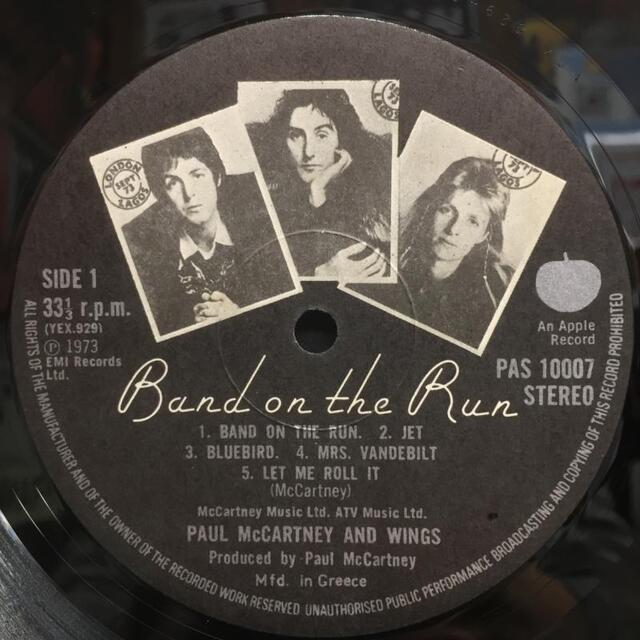 LONDON
SEPT
73
LAGOS
73
LAGOS
73
LAGOS
SIDE 1
33⅓ r.p.m.
(YEX.929)
Ⓟ 1973
EMI Records
Ltd.
An Apple
Record
PAS 10007
STEREO
Band on the Run
1. BAND ON THE RUN. 2. JET
3. BLUEBIRD. 4. MRS. VANDEBILT
5. LET ME ROLL IT
(McCartney)
McCartney Music Ltd. ATV Music Ltd.
PAUL McCARTNEY AND WINGS
Produced by Paul McCartney
Mfd. in Greece
ALL RIGHTS OF THE MANUFACTURER AND OF THE OWNER OF THE RECORDED WORK RESERVED UNAUTHORISED PUBLIC PERFORMANCE BROADCASTING AND COPYING OF THIS RECORD PROHIBITED